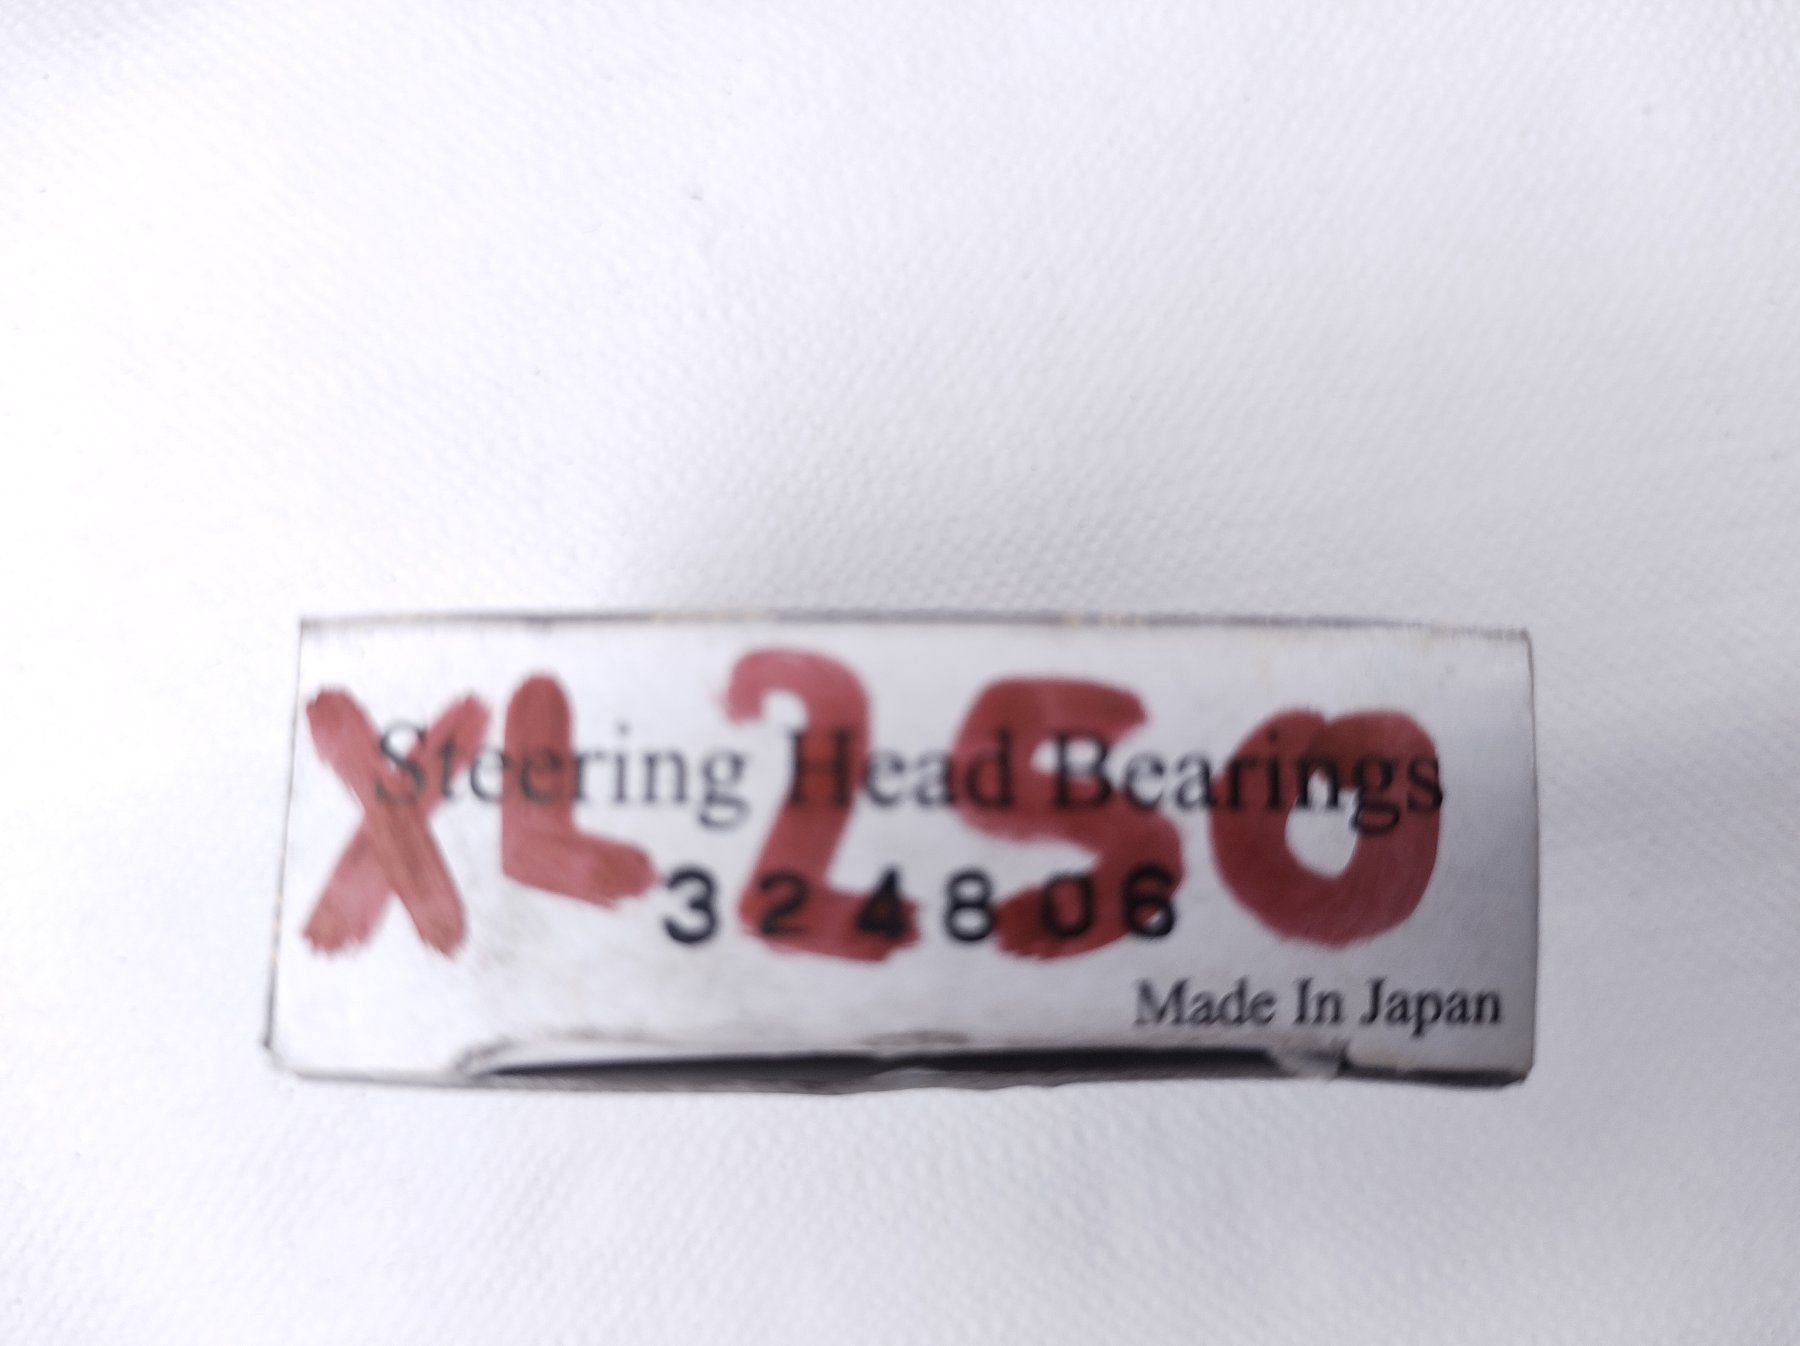 XL250
Steering Head Bearings
324806
Made In Japan